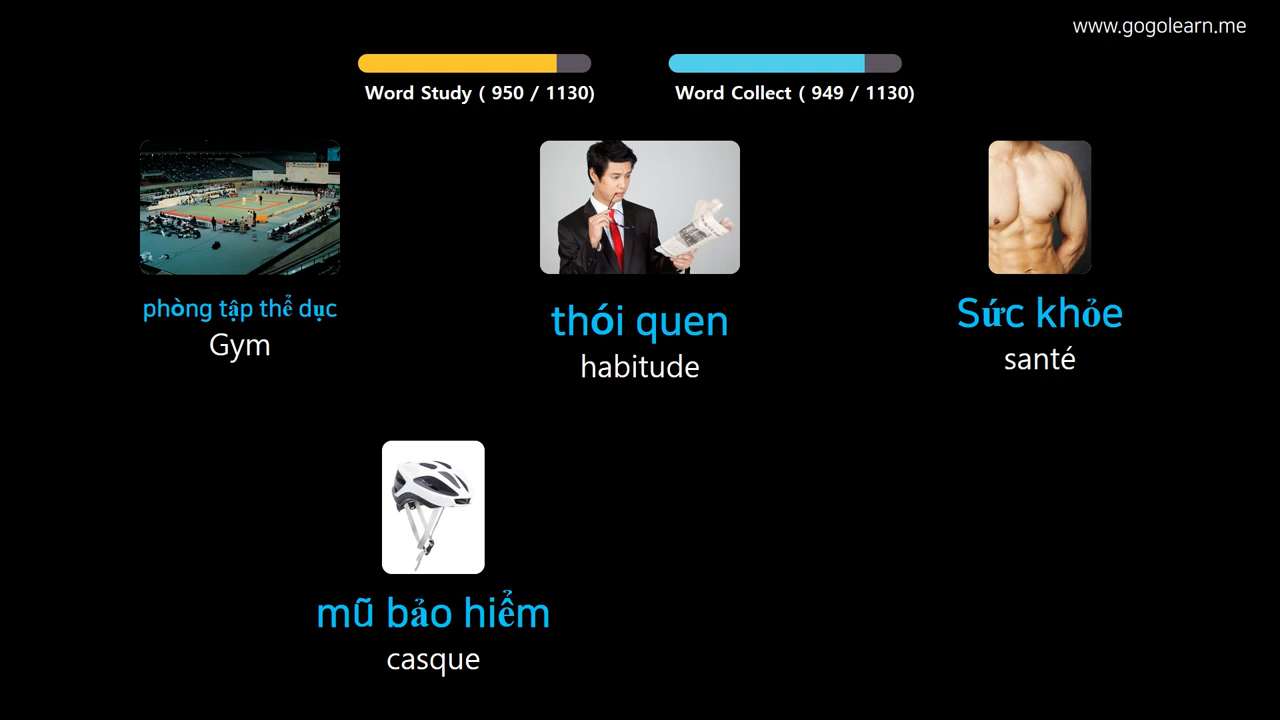 www.gogolearn.me
Word Study ( 950 / 1130)
Word Collect ( 949 / 1130)
phòng tập thể dục
Gym
thói quen
habitude
Sức khỏe
santé
mũ bảo hiểm
casque